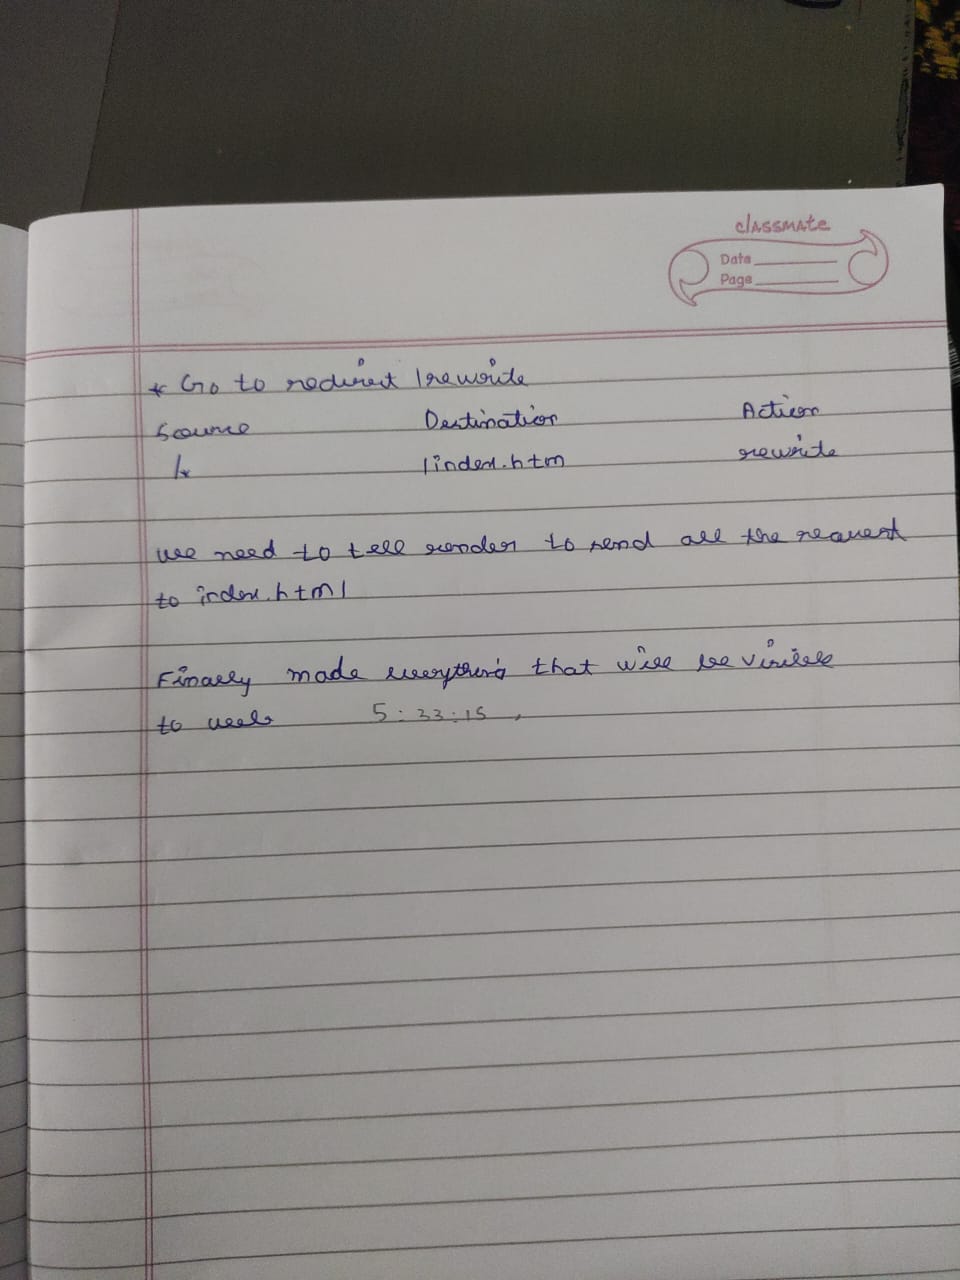 classmate
Date
Page
* Go to redirect /rewrite
Source Destination Action
/* /index.htm rewrite
we need to tell render to send all the request
to index.html
Finally made everything that will be visible
to web 5:33:15